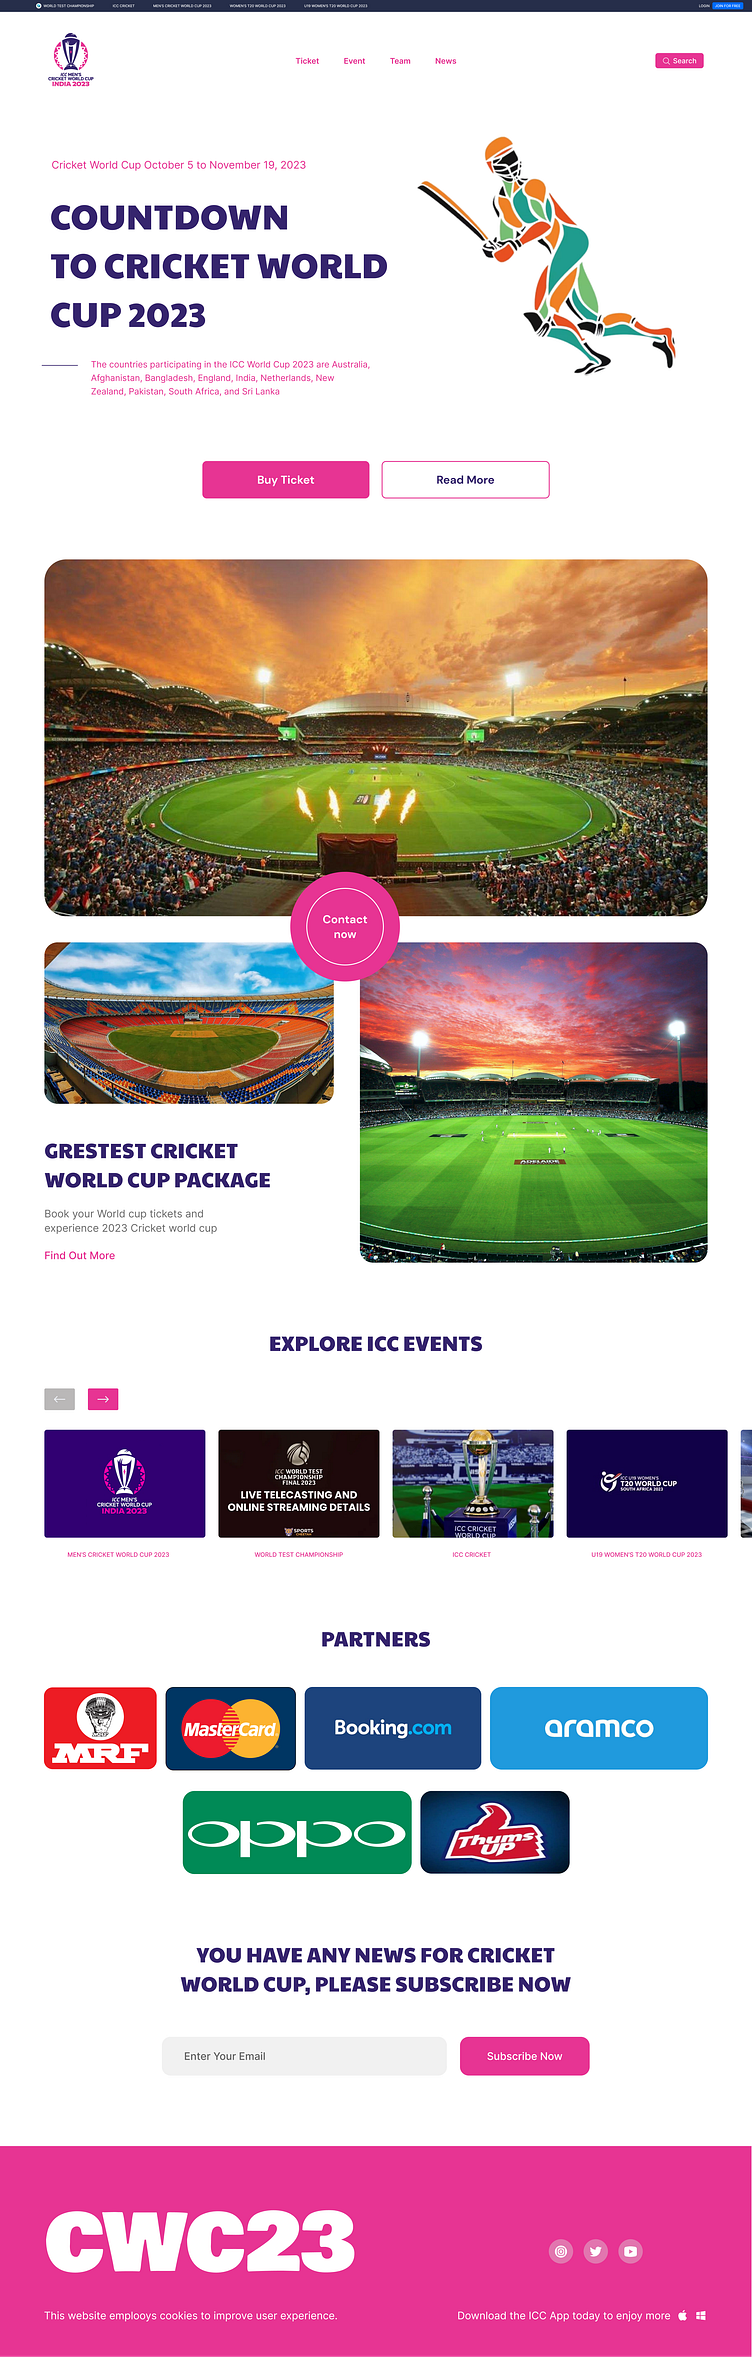 WORLD TEST CHAMPIONSHIP
ICC CRICKET
MEN'S CRICKET WORLD CUP 2023
WOMEN'S T20 WORLD CUP 2023
U19 WOMEN'S T20 WORLD CUP 2023
LOGIN
JOIN FOR FREE
ICC MEN'S
CRICKET WORLD CUP
INDIA 2023
Ticket
Event
Team
News
Search
Cricket World Cup October 5 to November 19, 2023
COUNTDOWN
TO CRICKET WORLD
CUP 2023
The countries participating in the ICC World Cup 2023 are Australia,
Afghanistan, Bangladesh, England, India, Netherlands, New
Zealand, Pakistan, South Africa, and Sri Lanka
Buy Ticket
Read More
Contact
now
ADELAIDE
GRESTEST CRICKET
WORLD CUP PACKAGE
Book your World cup tickets and
experience 2023 Cricket world cup
Find Out More
EXPLORE ICC EVENTS
ICC MEN'S
CRICKET WORLD CUP
INDIA 2023
MEN'S CRICKET WORLD CUP 2023
ICC WORLD TEST
CHAMPIONSHIP
FINAL 2023
LIVE TELECASTING AND
ONLINE STREAMING DETAILS
SPORTS
CHEETAH
WORLD TEST CHAMPIONSHIP
ICC CRICKET
WORLD CUP
ICC CRICKET
ICC U19 WOMEN'S
T20 WORLD CUP
SOUTH AFRICA 2023
U19 WOMEN'S T20 WORLD CUP 2023
PARTNERS
MRF
MRF
MasterCard
Booking.com
aramco
oppo
Thums
UP
YOU HAVE ANY NEWS FOR CRICKET
WORLD CUP, PLEASE SUBSCRIBE NOW
Enter Your Email
Subscribe Now
CWC23
This website emplooys cookies to improve user experience.
Download the ICC App today to enjoy more